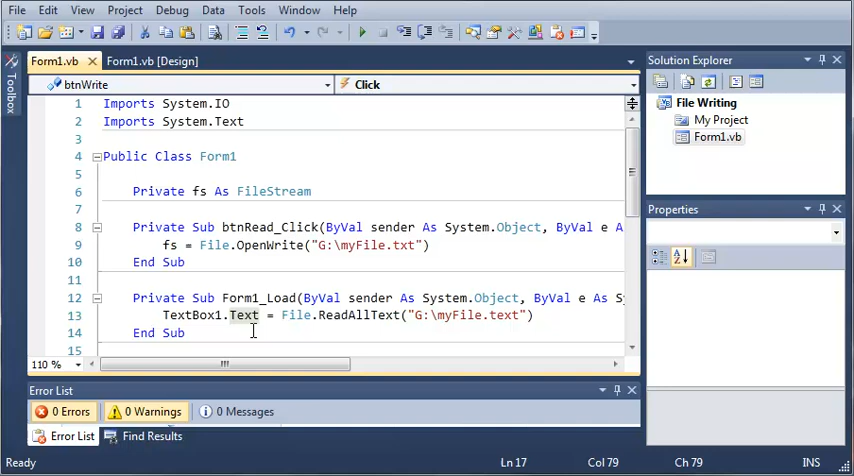 File Edit View Project Debug Data Tools Window Help
Form1.vb Form1.vb [Design]
Toolbox
btnWrite Click
1 Imports System.IO
2 Imports System.Text
3
4 Public Class Form1
5
6 Private fs As FileStream
7
8 Private Sub btnRead_Click(ByVal sender As System.Object, ByVal e A
9 fs = File.OpenWrite("G:\myFile.txt")
10 End Sub
11
12 Private Sub Form1_Load(ByVal sender As System.Object, ByVal e As Sy
13 TextBox1.Text = File.ReadAllText("G:\myFile.text")
14 End Sub
15
110 %
Solution Explorer
File Writing
My Project
Form1.vb
Properties
Error List
0 Errors 0 Warnings 0 Messages
Error List Find Results
Ready Ln 17 Col 79 Ch 79 INS